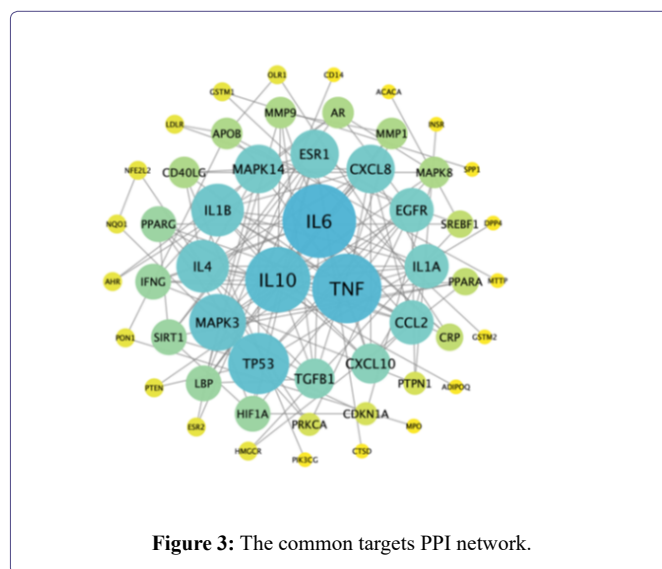 OLR1
CD14
GSTM1
ACACA
MMP9
AR
LDLR
APOB
MMP1
INSR
ESR1
MAPK14
CXCL8
NFE2L2
CD40LG
MAPK8
SPP1
IL1B
EGFR
IL6
NQO1
PPARG
SREBF1
DPP4
IL4
IL1A
AHR
IFNG
IL10
TNF
PPARA
MTTP
MAPK3
CCL2
PON1
SIRT1
CRP
GSTM2
TP53
CXCL10
TGFB1
PTEN
LBP
PTPN1
ADIPOQ
HIF1A
CDKN1A
ESR2
PRKCA
MPO
HMGCR
PIK3CG
CTSD
Figure 3: The common targets PPI network.